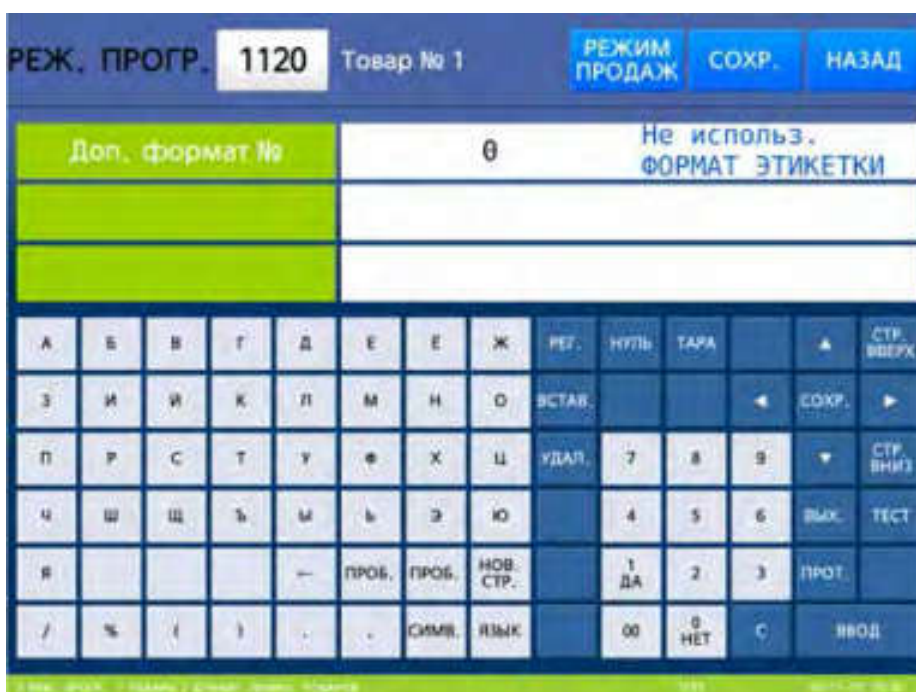 РЕЖ. ПРОГР. 1120 Товар № 1 РЕЖИМ ПРОДАЖ СОХР. НАЗАД
Доп. формат № 0 Не использ. ФОРМАТ ЭТИКЕТКИ
А Б В Г Д Е Ё Ж РЕГ. НУЛЬ ТАРА ▲ СТР. ВВЕРХ
З И Й К Л М Н О ВСТАВ. ◄ СОХР. ►
П Р С Т У Ф Х Ц УДАЛ. 7 8 9 ▼ СТР. ВНИЗ
Ч Ш Щ Ъ Ы Ь Э Ю 4 5 6 ВЫХ. ТЕСТ
Я ← ПРОБ. ПРОБ. НОВ. СТР. 1 ДА 2 3 ПРОТ.
/ % ( ) СИМВ. ЯЗЫК 00 0 НЕТ C ВВОД